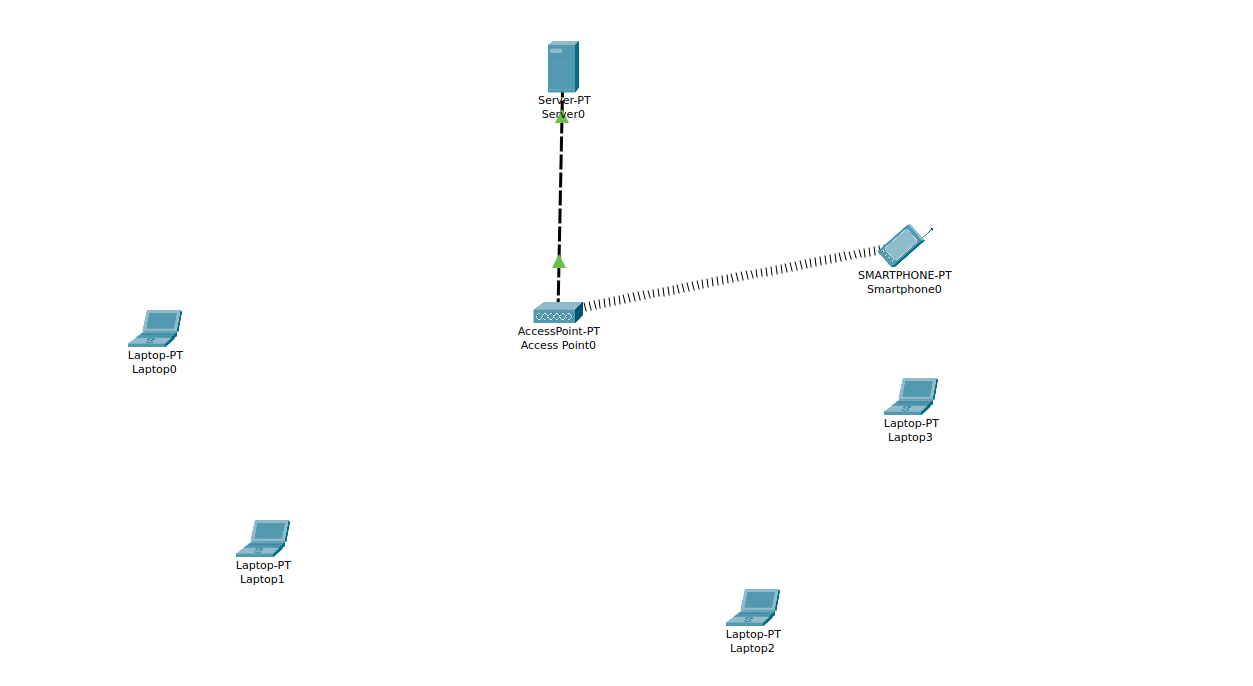 Server-PT
Server0
SMARTPHONE-PT
Smartphone0
AccessPoint-PT
Access Point0
Laptop-PT
Laptop0
Laptop-PT
Laptop3
Laptop-PT
Laptop1
Laptop-PT
Laptop2